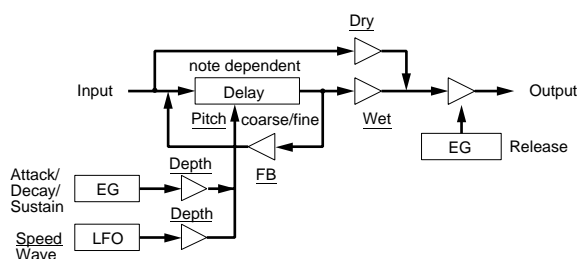 Dry
note dependent
Input
Delay
Output
Pitch
coarse/fine
Wet
EG
Release
FB
Attack/
Decay/
Sustain
EG
Depth
Depth
Speed
Wave
LFO